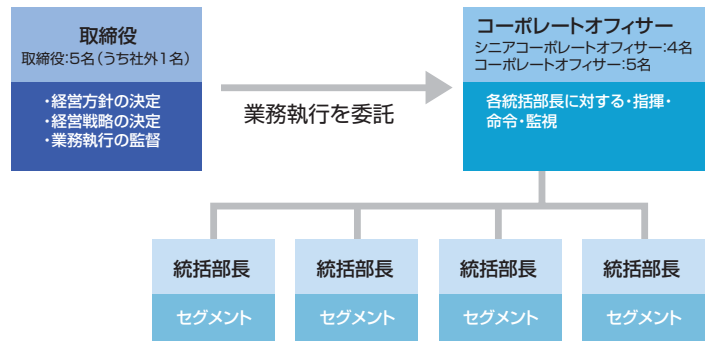 取締役
取締役:5名(うち社外1名)
・経営方針の決定
・経営戦略の決定
・業務執行の監督
業務執行を委託
コーポレートオフィサー
シニアコーポレートオフィサー:4名
コーポレートオフィサー:5名
各統括部長に対する・指揮・
命令・監視
統括部長
統括部長
統括部長
統括部長
セグメント
セグメント
セグメント
セグメント